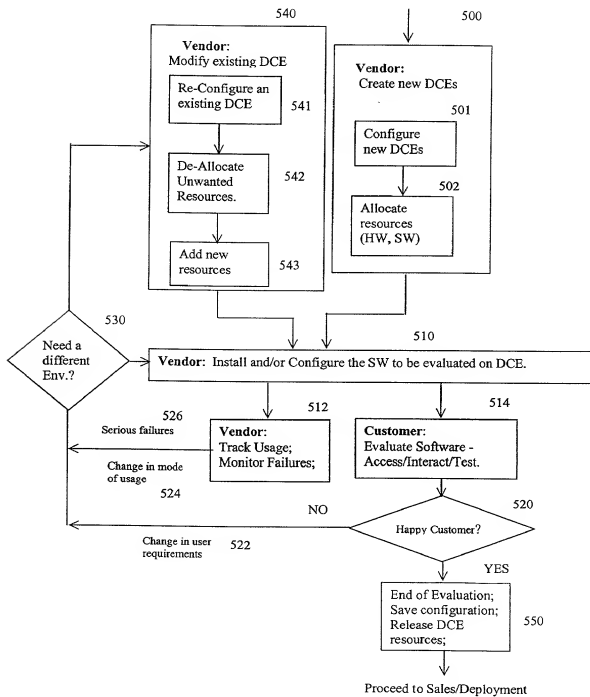 540
500
Vendor:
Modify existing DCE
Re-Configure an
existing DCE
541
De-Allocate
Unwanted
Resources.
542
Add new
resources
543
Vendor:
Create new DCEs
501
Configure
new DCEs
502
Allocate
resources
(HW, SW)
530
Need a
different
Env.?
510
Vendor: Install and/or Configure the SW to be evaluated on DCE.
526
Serious failures
Change in mode
of usage
524
512
Vendor:
Track Usage;
Monitor Failures;
514
Customer:
Evaluate Software -
Access/Interact/Test.
520
NO
Happy Customer?
Change in user
requirements
522
YES
End of Evaluation;
Save configuration;
Release DCE
resources;
550
Proceed to Sales/Deployment